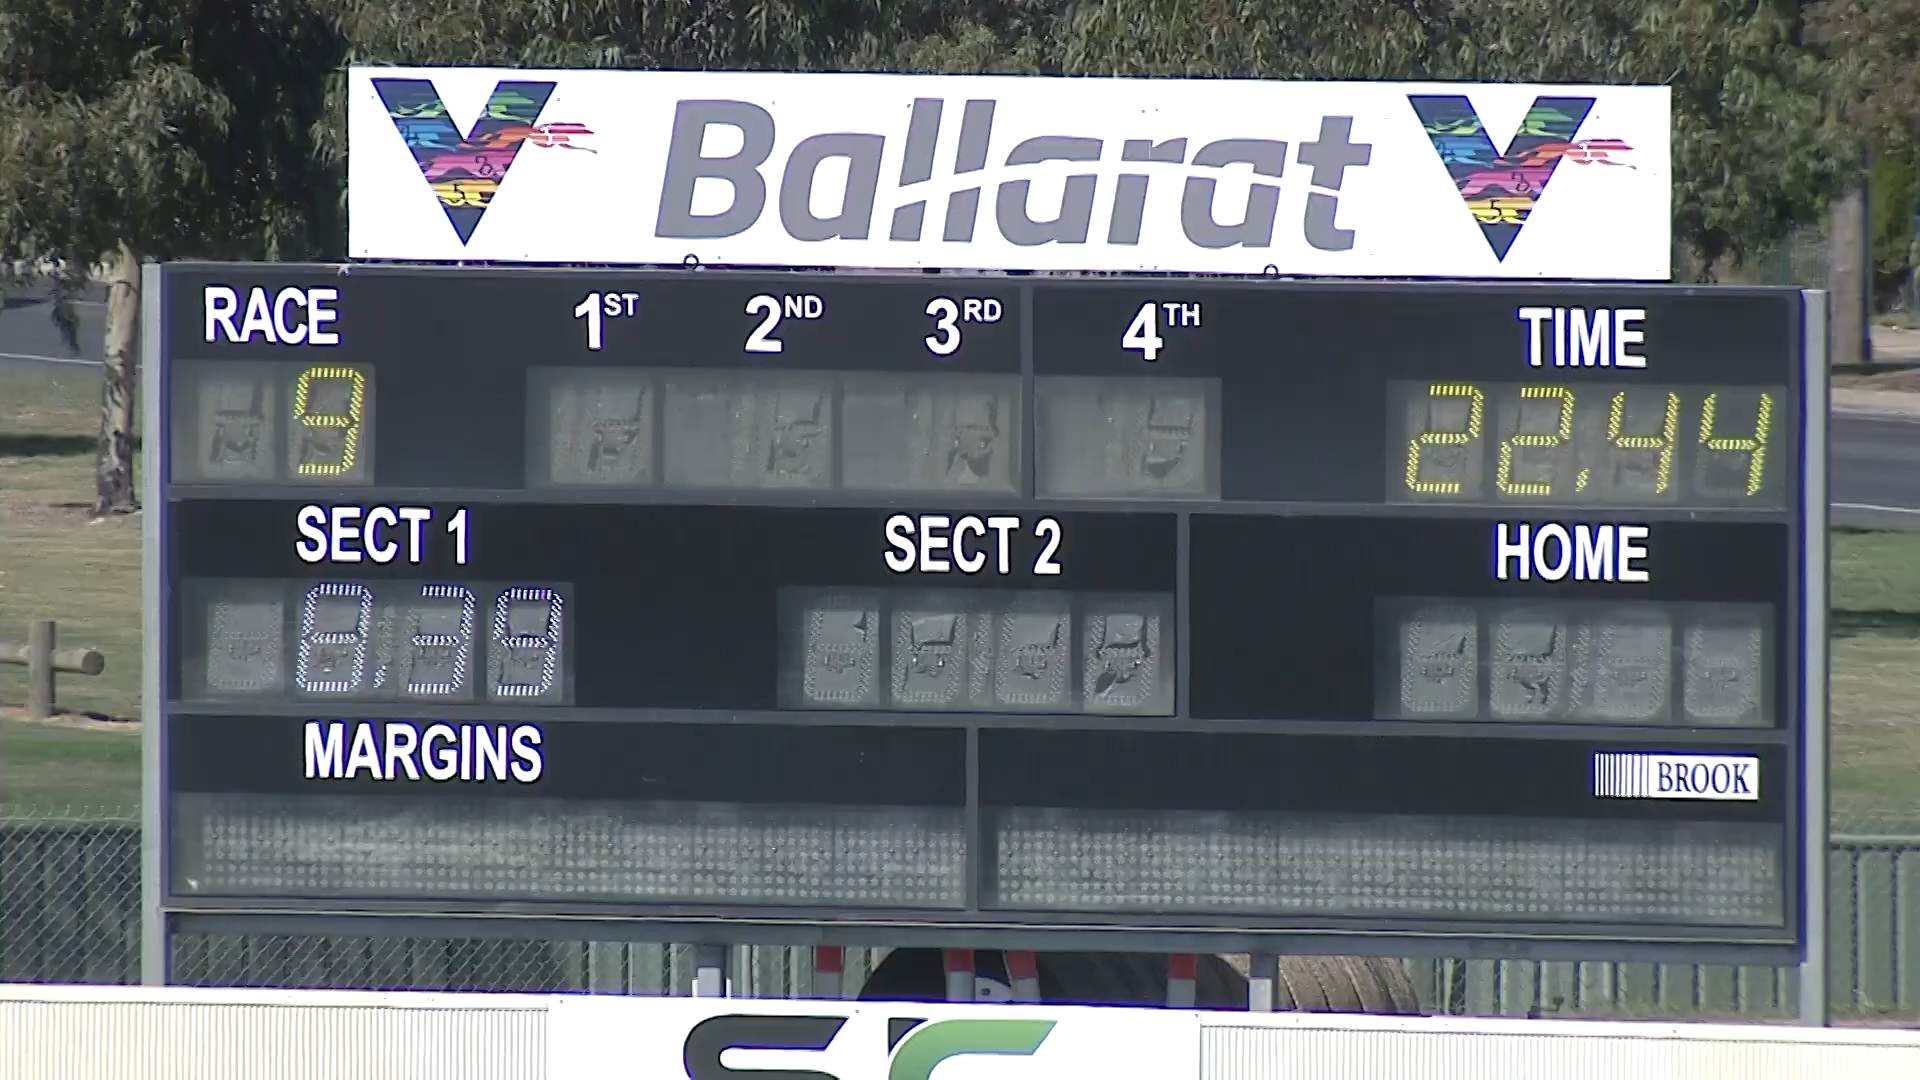 Ballarat
RACE 1ST 2ND 3RD 4TH TIME
9 22.44
SECT 1 SECT 2 HOME
8.39
MARGINS
BROOK